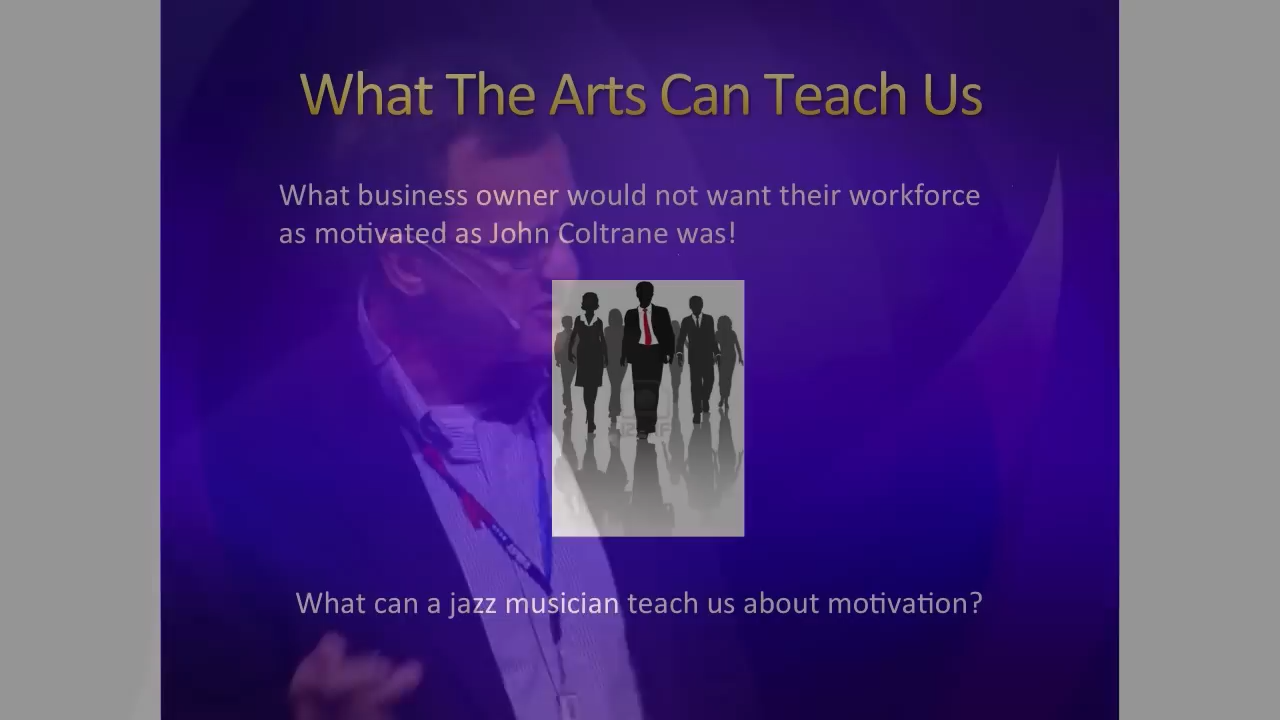 What The Arts Can Teach Us
What business owner would not want their workforce
as motivated as John Coltrane was!
What can a jazz musician teach us about motivation?